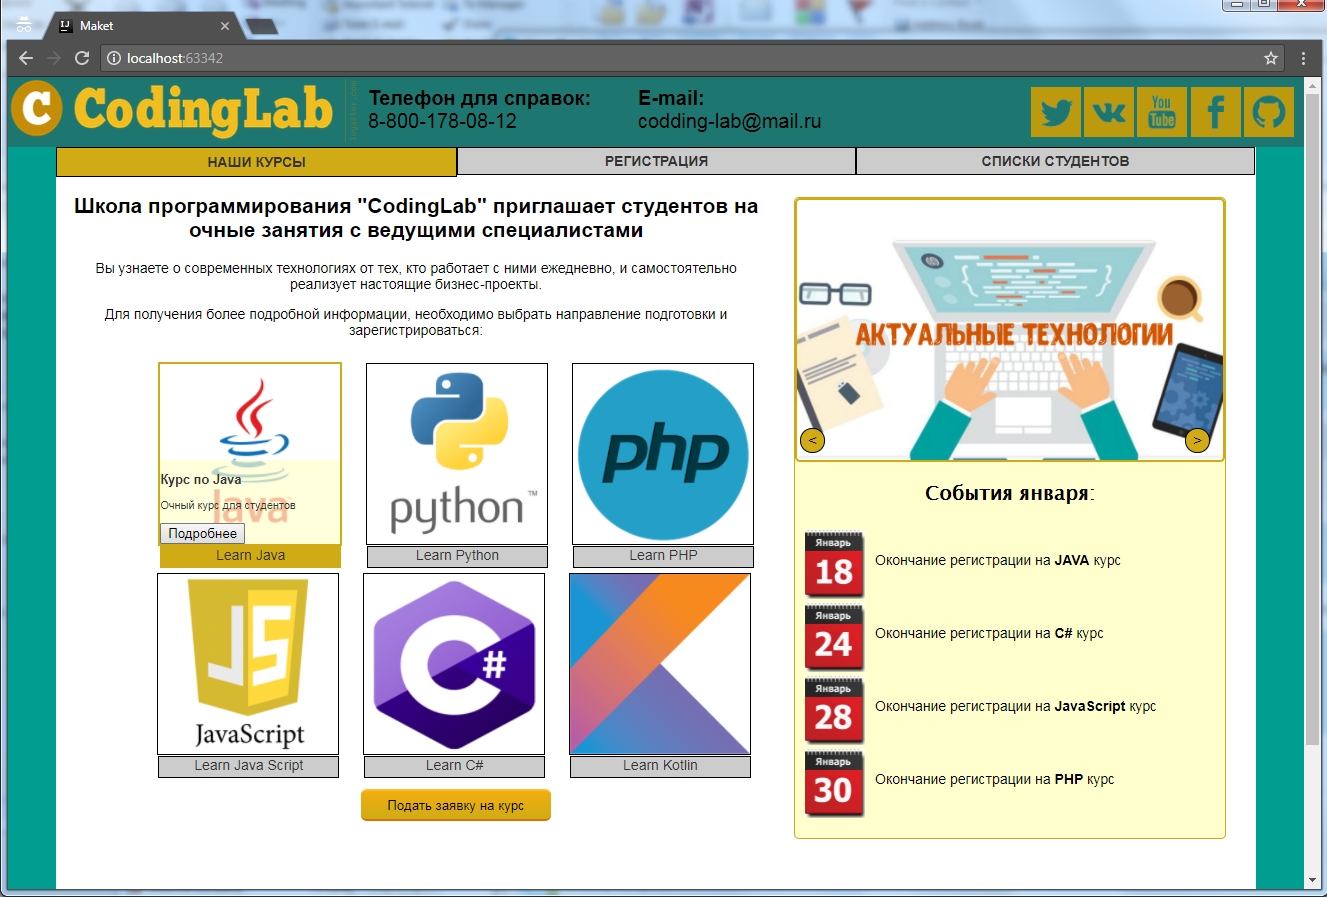 Maket
localhost:63342
C CodingLab
Телефон для справок:
8-800-178-08-12
E-mail:
codding-lab@mail.ru
You
Tube
НАШИ КУРСЫ
РЕГИСТРАЦИЯ
СПИСКИ СТУДЕНТОВ
Школа программирования "CodingLab" приглашает студентов на
очные занятия с ведущими специалистами
Вы узнаете о современных технологиях от тех, кто работает с ними ежедневно, и самостоятельно
реализует настоящие бизнес-проекты.
Для получения более подробной информации, необходимо выбрать направление подготовки и
зарегистрироваться:
Курс по Java
Очный курс для студентов
Java
Подробнее
Learn Java
python™
Learn Python
php
Learn PHP
JS
JavaScript
Learn Java Script
C#
Learn C#
Learn Kotlin
Подать заявку на курс
АКТУАЛЬНЫЕ ТЕХНОЛОГИИ
<
>
События января:
Январь
18
Окончание регистрации на JAVA курс
Январь
24
Окончание регистрации на C# курс
Январь
28
Окончание регистрации на JavaScript курс
Январь
30
Окончание регистрации на PHP курс